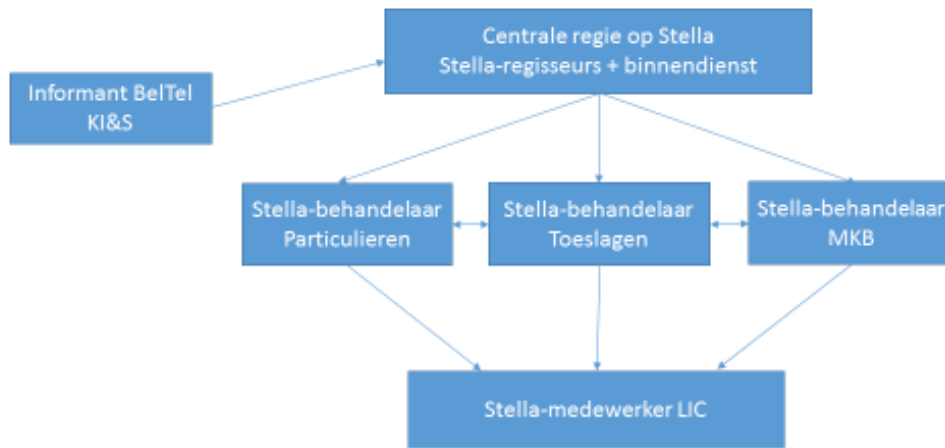 Centrale regie op Stella
Stella-regisseurs + binnendienst
Informant BelTel
KI&S
Stella-behandelaar
Particulieren
Stella-behandelaar
Toeslagen
Stella-behandelaar
MKB
Stella-medewerker LIC